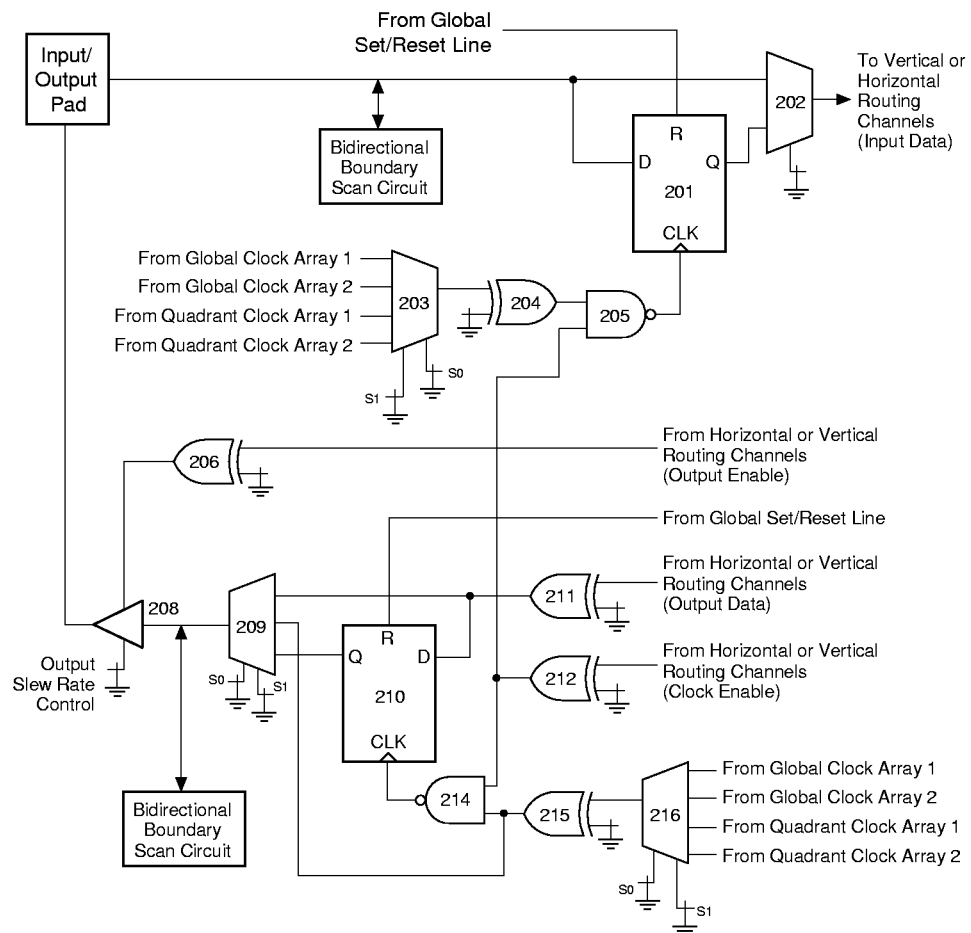 From Global
Set/Reset Line
Input/
Output
Pad
To Vertical or
Horizontal
Routing
Channels
(Input Data)
202
Bidirectional
Boundary
Scan Circuit
R
D
Q
201
CLK
From Global Clock Array 1
From Global Clock Array 2
From Quadrant Clock Array 1
From Quadrant Clock Array 2
203
204
205
S0
S1
From Horizontal or Vertical
Routing Channels
(Output Enable)
206
From Global Set/Reset Line
From Horizontal or Vertical
Routing Channels
(Output Data)
208
209
211
R
Q
D
210
CLK
Output
Slew Rate
Control
S0
S1
From Horizontal or Vertical
Routing Channels
(Clock Enable)
212
From Global Clock Array 1
From Global Clock Array 2
From Quadrant Clock Array 1
From Quadrant Clock Array 2
214
215
216
Bidirectional
Boundary
Scan Circuit
S0
S1